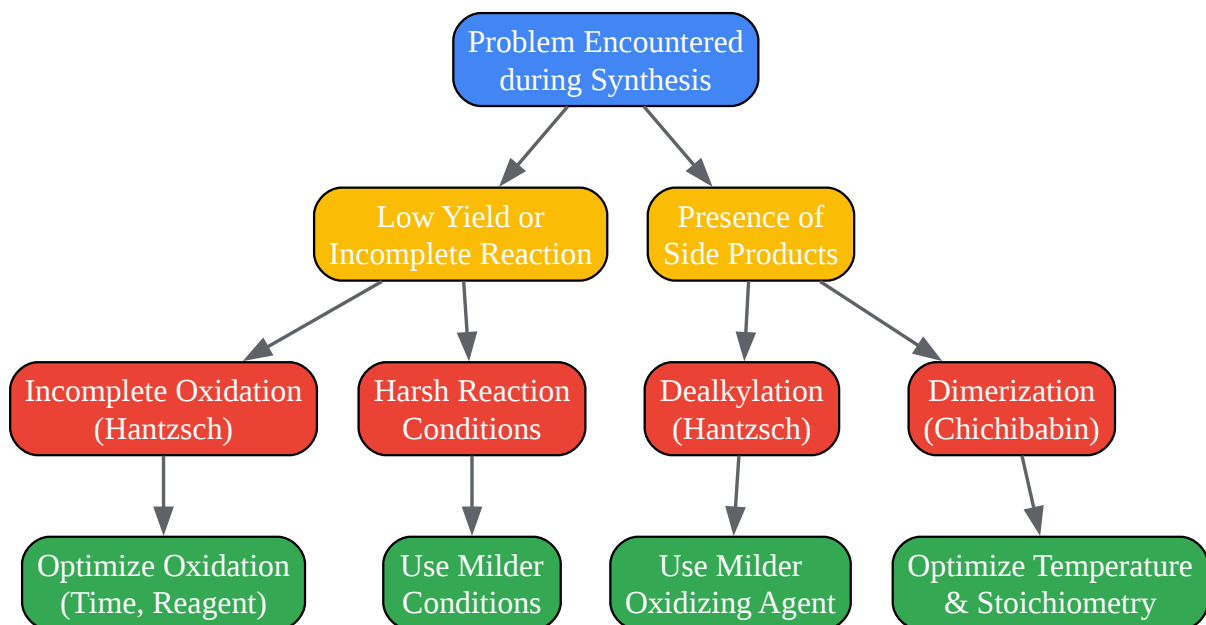 Problem Encountered
during Synthesis
Low Yield or
Incomplete Reaction
Presence of
Side Products
Incomplete Oxidation
(Hantzsch)
Harsh Reaction
Conditions
Dealkylation
(Hantzsch)
Dimerization
(Chichibabin)
Optimize Oxidation
(Time, Reagent)
Use Milder
Conditions
Use Milder
Oxidizing Agent
Optimize Temperature
& Stoichiometry